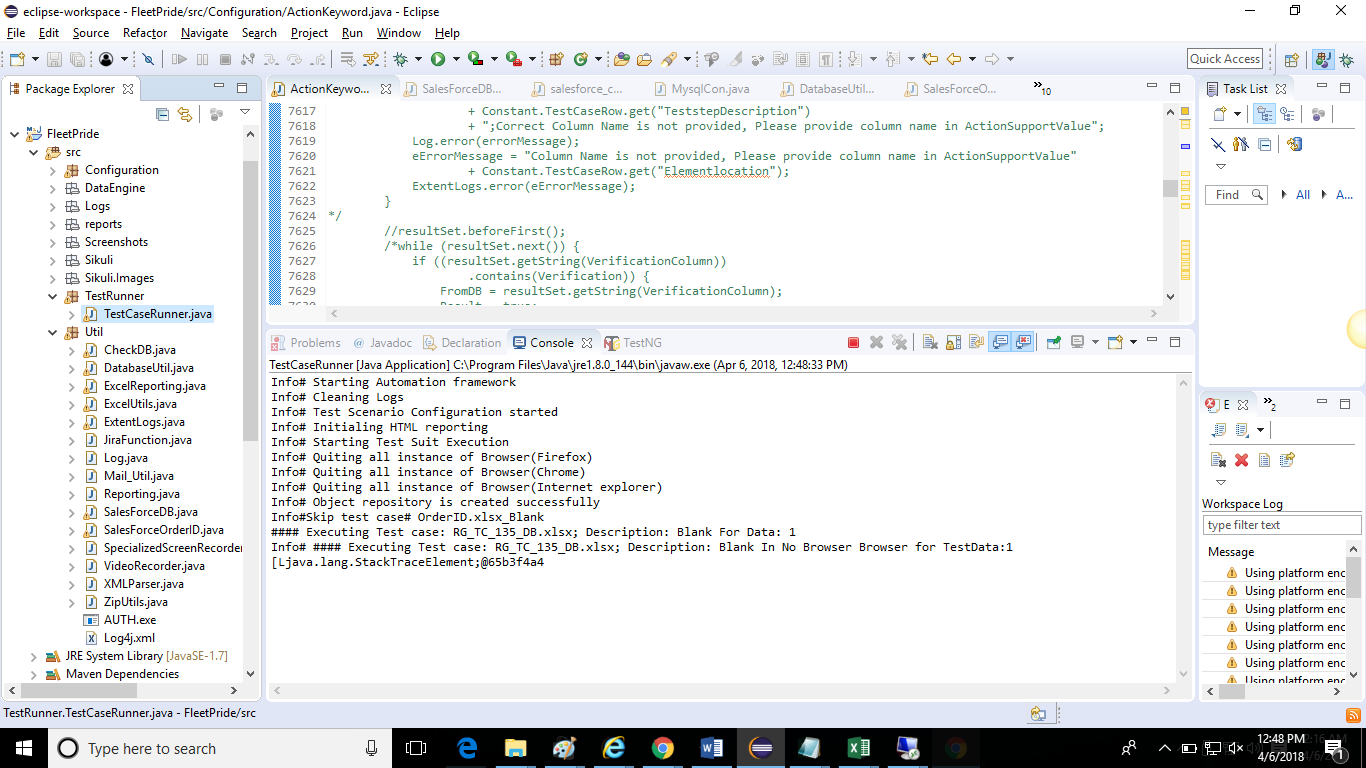 eclipse-workspace - FleetPride/src/Configuration/ActionKeyword.java - Eclipse
File Edit Source Refactor Navigate Search Project Run Window Help
Quick Access
Package Explorer
FleetPride
src
Configuration
DataEngine
Logs
reports
Screenshots
Sikuli
Sikuli.Images
TestRunner
TestCaseRunner.java
Util
CheckDB.java
DatabaseUtil.java
ExcelReporting.java
ExcelUtils.java
ExtentLogs.java
JiraFunction.java
Log.java
Mail_Util.java
Reporting.java
SalesForceDB.java
SalesForceOrderID.java
SpecializedScreenRecorder
VideoRecorder.java
XMLParser.java
ZipUtils.java
AUTH.exe
Log4j.xml
JRE System Library [JavaSE-1.7]
Maven Dependencies
ActionKeywo... SalesForceDB... salesforce_c... MysqlCon.java DatabaseUtil... SalesForceO... »10
7617 + Constant.TestCaseRow.get("TeststepDescription")
7618 + ";Correct Column Name is not provided, Please provide column name in ActionSupportValue";
7619 Log.error(errorMessage);
7620 eErrorMessage = "Column Name is not provided, Please provide column name in ActionSupportValue"
7621 + Constant.TestCaseRow.get("Elementlocation");
7622 ExtentLogs.error(eErrorMessage);
7623 }
7624 */
7625 //resultSet.beforeFirst();
7626 /*while (resultSet.next()) {
7627 if ((resultSet.getString(VerificationColumn))
7628 .contains(Verification)) {
7629 FromDB = resultSet.getString(VerificationColumn);
Problems @ Javadoc Declaration Console TestNG
TestCaseRunner [Java Application] C:\Program Files\Java\jre1.8.0_144\bin\javaw.exe (Apr 6, 2018, 12:48:33 PM)
Info# Starting Automation framework
Info# Cleaning Logs
Info# Test Scenario Configuration started
Info# Initialing HTML reporting
Info# Starting Test Suit Execution
Info# Quiting all instance of Browser(Firefox)
Info# Quiting all instance of Browser(Chrome)
Info# Quiting all instance of Browser(Internet explorer)
Info# Object repository is created successfully
Info#Skip test case# OrderID.xlsx_Blank
#### Executing Test case: RG_TC_135_DB.xlsx; Description: Blank For Data: 1
Info# #### Executing Test case: RG_TC_135_DB.xlsx; Description: Blank In No Browser Browser for TestData:1
[Ljava.lang.StackTraceElement;@65b3f4a4
Task List
Find All A...
E »2
Workspace Log
type filter text
Message
Using platform enc
Using platform enc
Using platform enc
Using platform enc
Using platform enc
Using platform enc
Using platform enc
TestRunner.TestCaseRunner.java - FleetPride/src
Type here to search
12:48 PM
4/6/2018
1